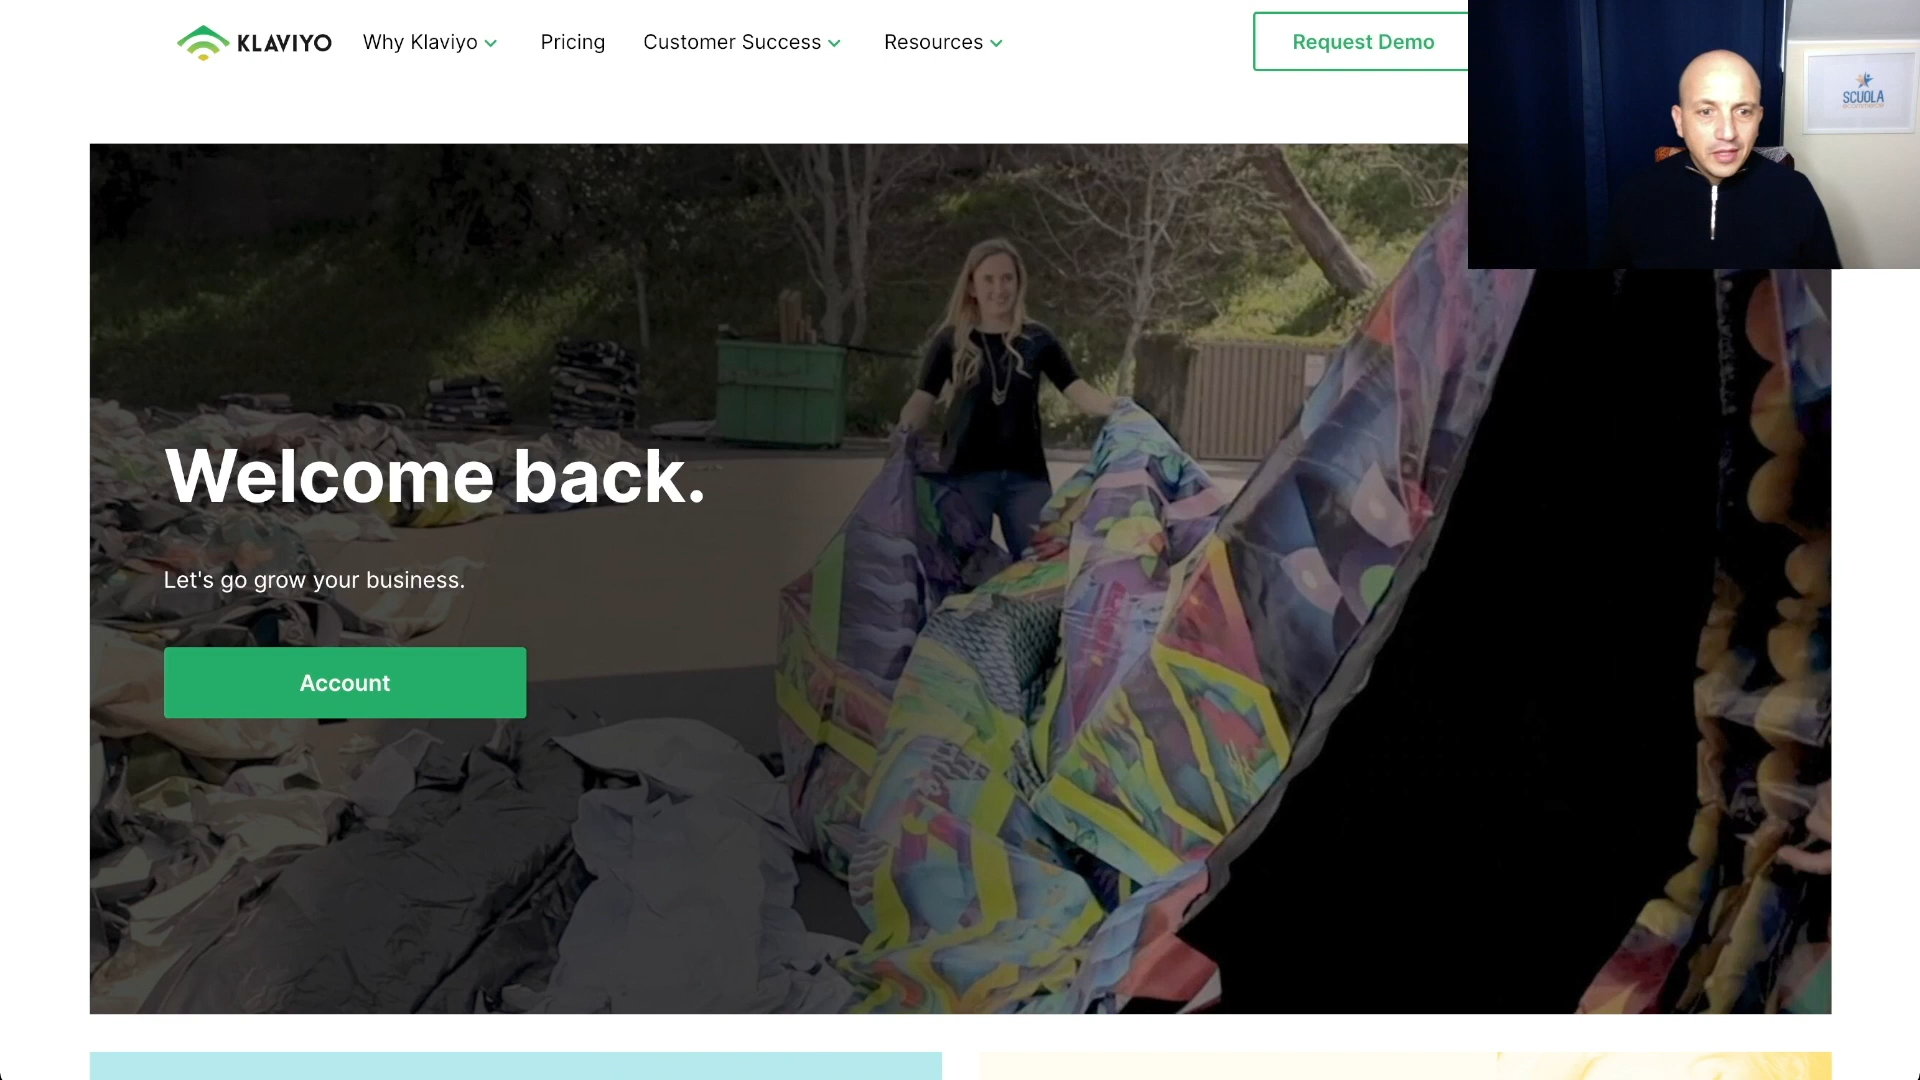 KLAVIYO Why Klaviyo Pricing Customer Success Resources Request Demo
SCUOLA
Welcome back.
Let's go grow your business.
Account